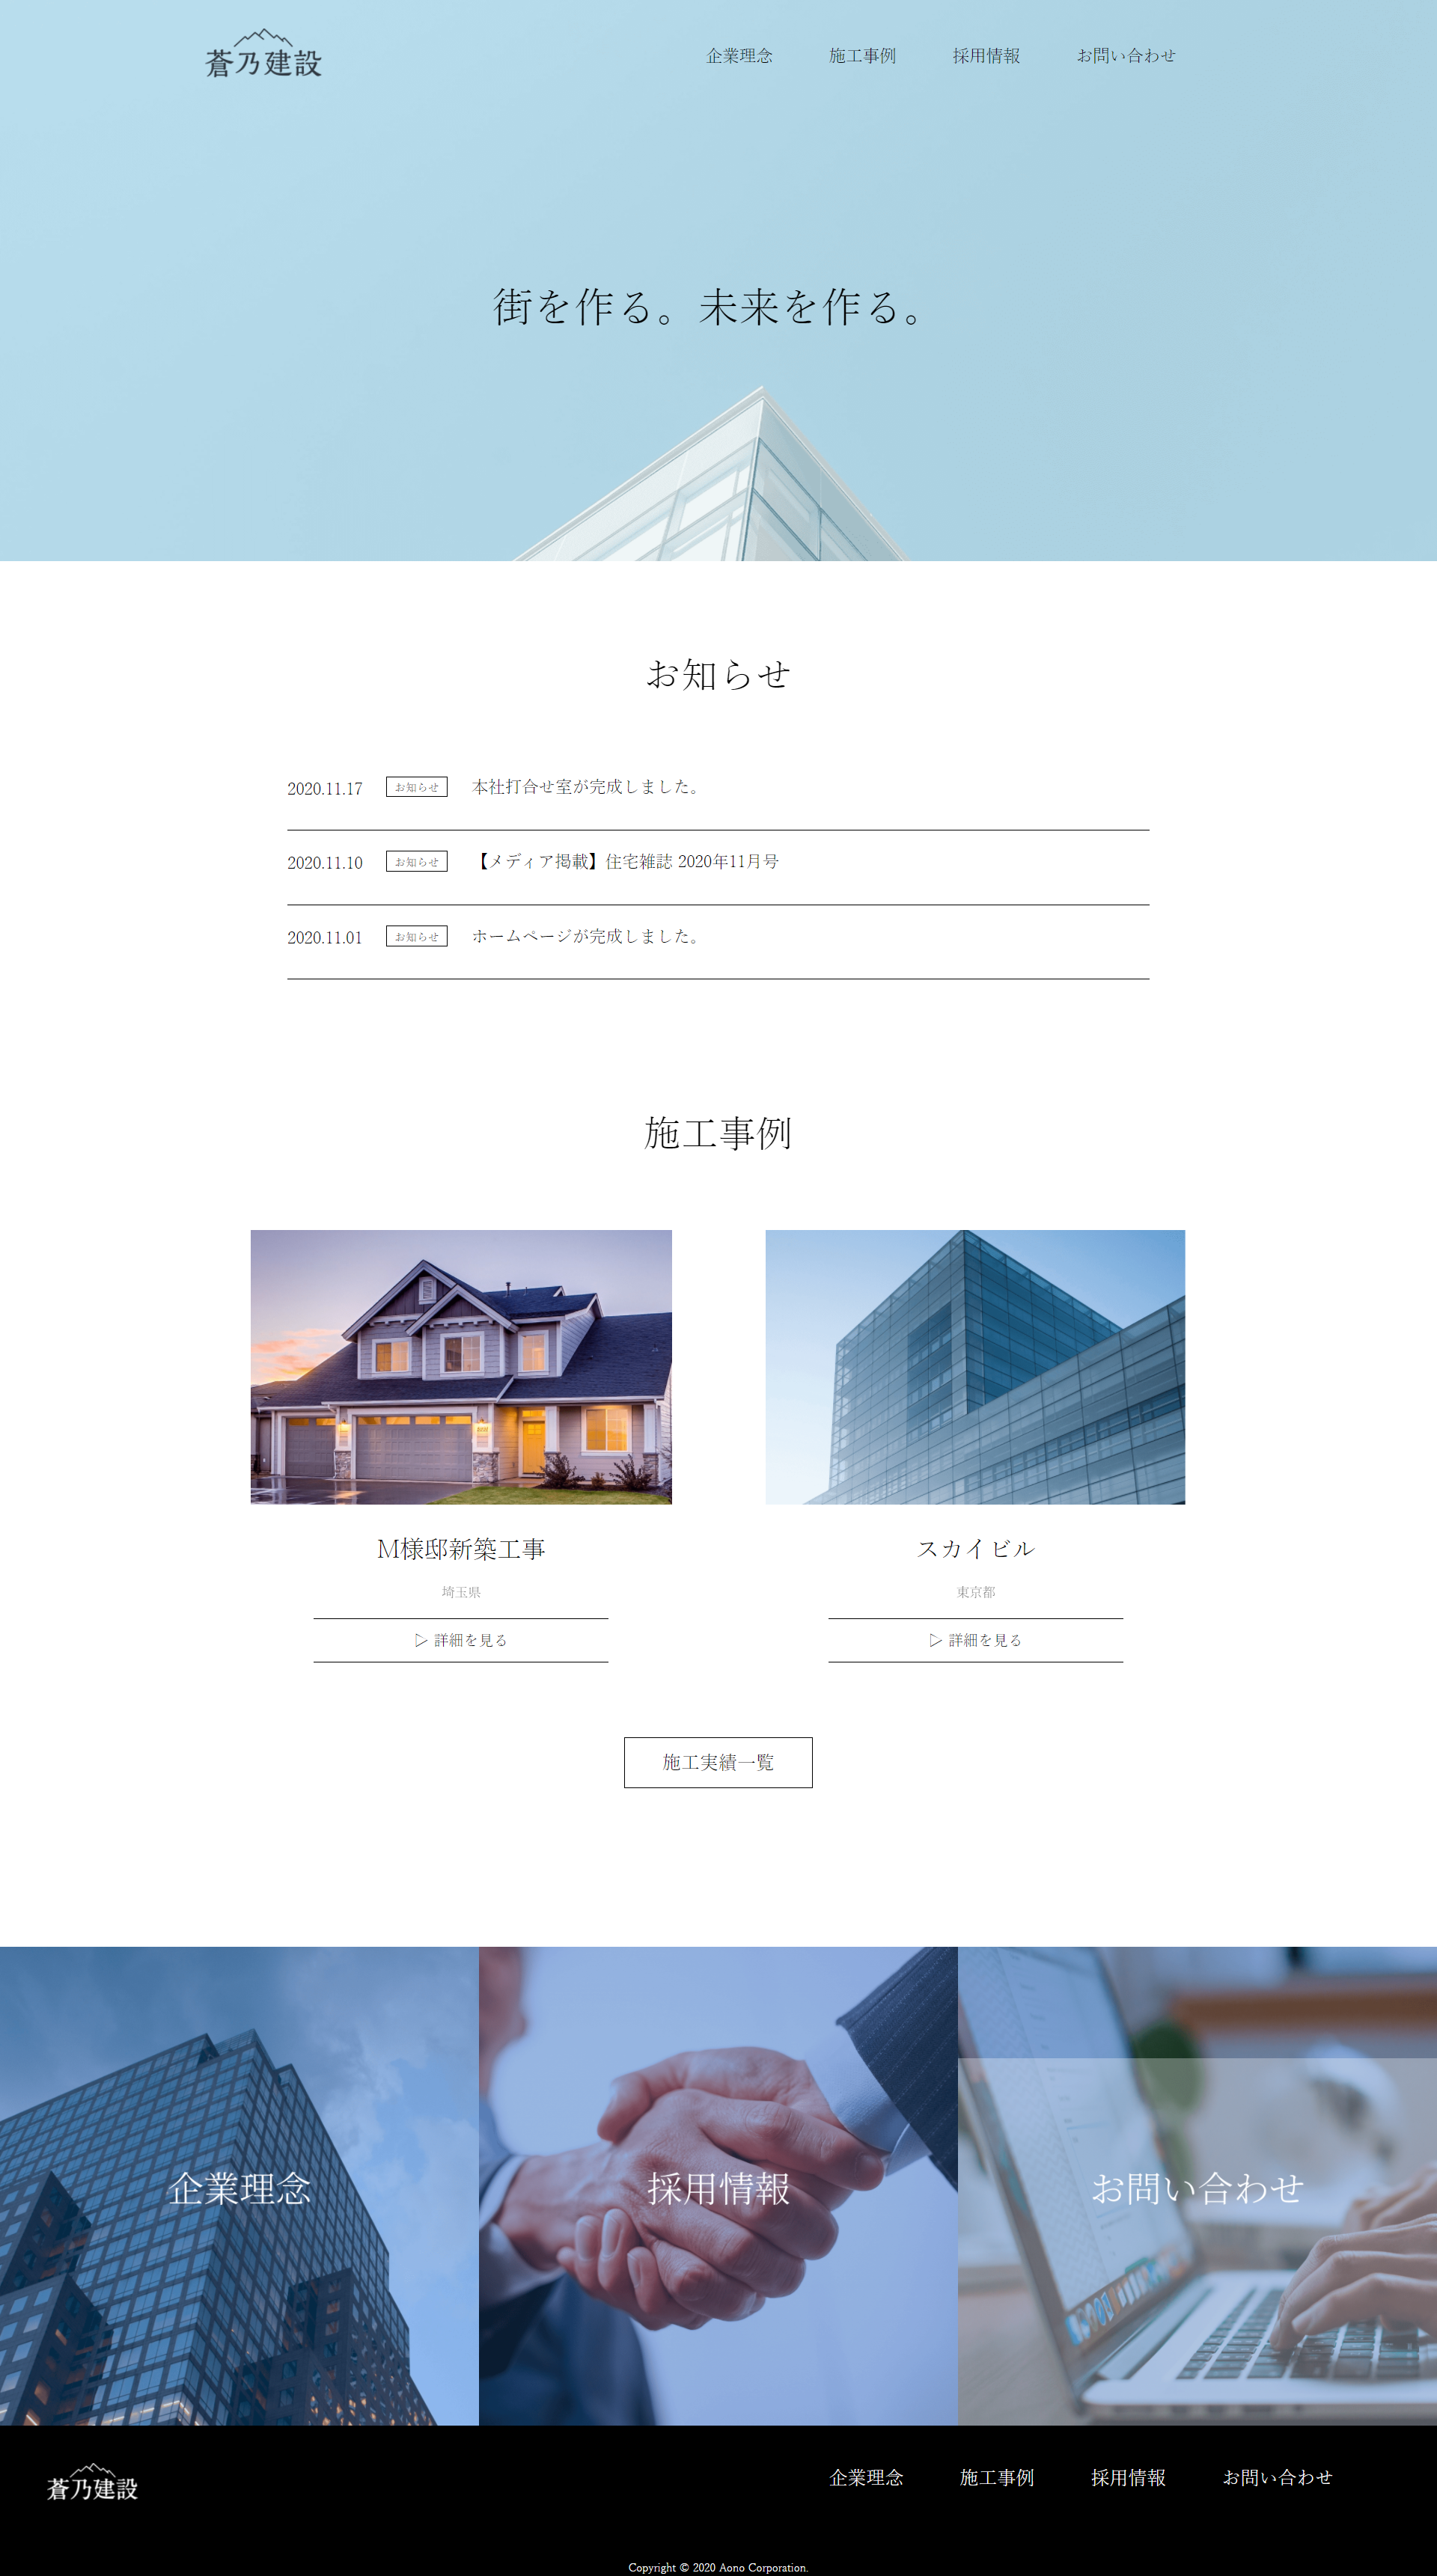 蒼乃建設
企業理念 施工事例 採用情報 お問い合わせ
街を作る。未来を作る。
お知らせ
2020.11.17 お知らせ 本社打合せ室が完成しました。
2020.11.10 お知らせ 【メディア掲載】住宅雑誌 2020年11月号
2020.11.01 お知らせ ホームページが完成しました。
施工事例
M様邸新築工事
埼玉県
▷ 詳細を見る
スカイビル
東京都
▷ 詳細を見る
施工実績一覧
企業理念
採用情報
お問い合わせ
蒼乃建設
企業理念 施工事例 採用情報 お問い合わせ
Copyright © 2020 Aono Corporation.